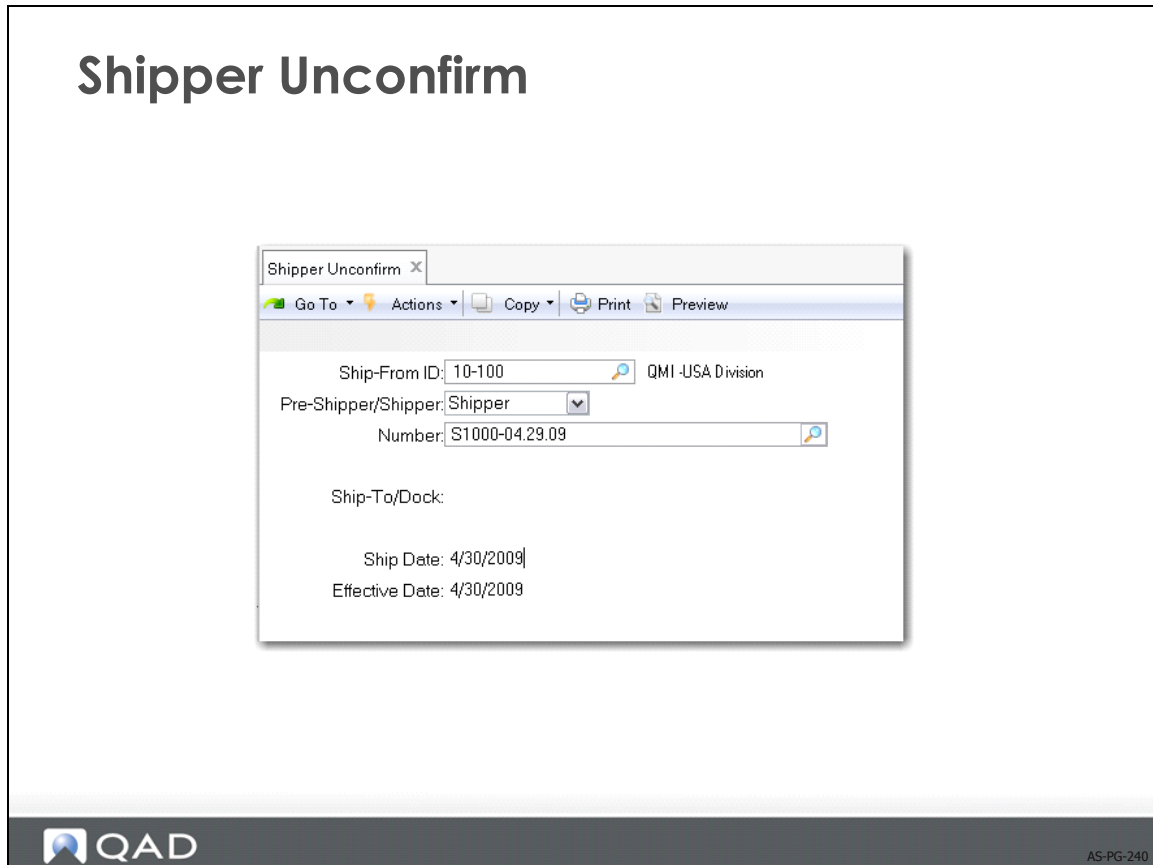 Shipper Unconfirm
Shipper Unconfirm X
Go To Actions Copy Print Preview
Ship-From ID: 10-100 QMI -USA Division
Pre-Shipper/Shipper: Shipper
Number: S1000-04.29.09
Ship-To/Dock:
Ship Date: 4/30/2009
Effective Date: 4/30/2009
QAD
AS-PG-240